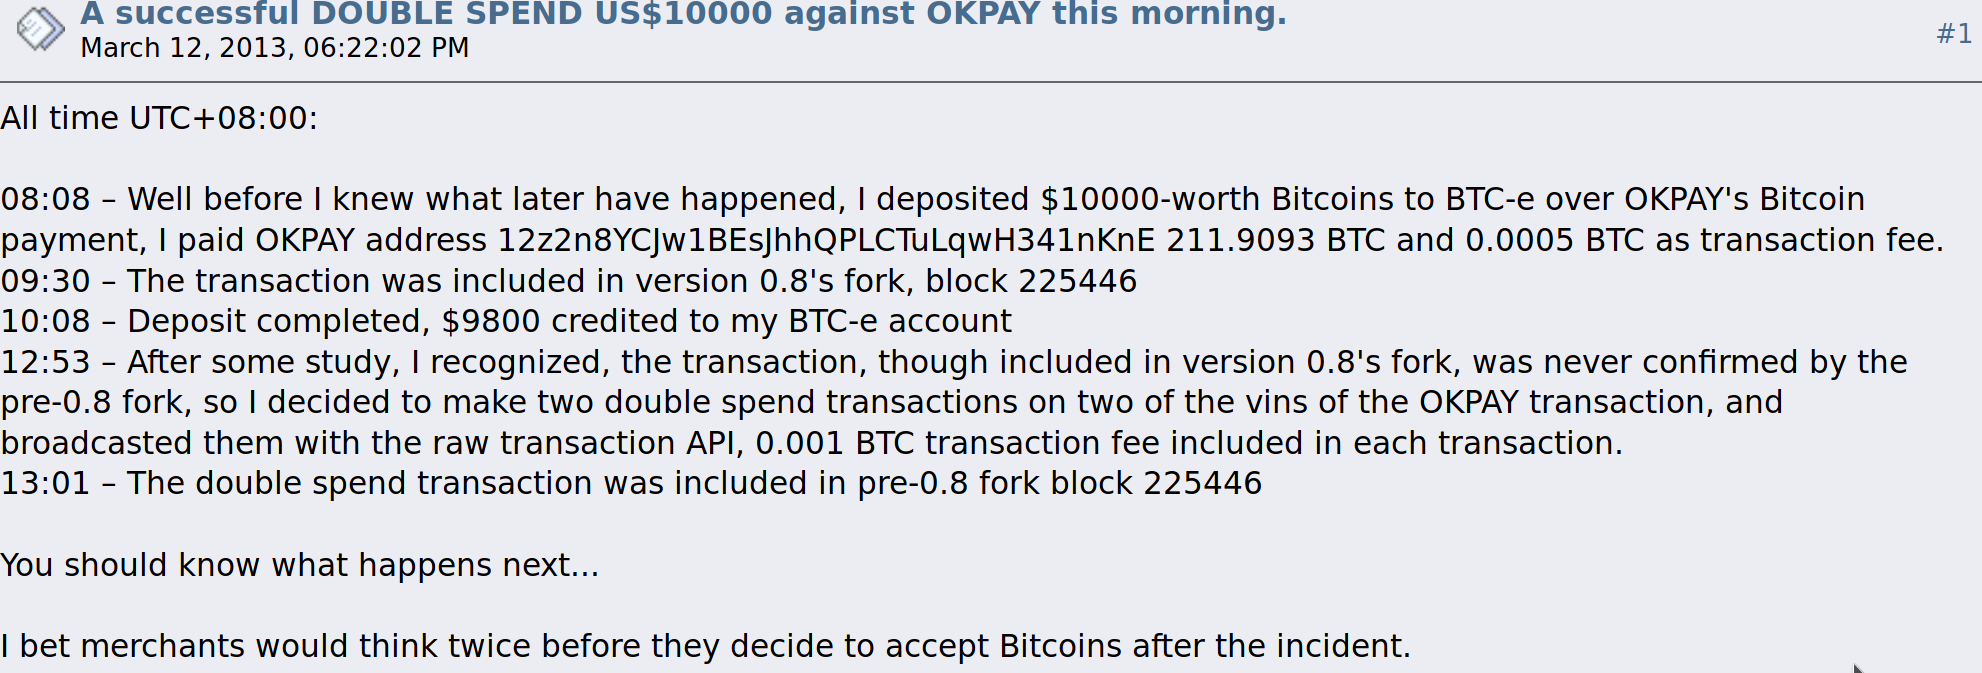 A successful DOUBLE SPEND US$10000 against OKPAY this morning.
March 12, 2013, 06:22:02 PM
#1
All time UTC+08:00:
08:08 – Well before I knew what later have happened, I deposited $10000-worth Bitcoins to BTC-e over OKPAY's Bitcoin
payment, I paid OKPAY address 12z2n8YCJw1BEsJhhQPLCTuLqwH341nKnE 211.9093 BTC and 0.0005 BTC as transaction fee.
09:30 – The transaction was included in version 0.8's fork, block 225446
10:08 – Deposit completed, $9800 credited to my BTC-e account
12:53 – After some study, I recognized, the transaction, though included in version 0.8's fork, was never confirmed by the
pre-0.8 fork, so I decided to make two double spend transactions on two of the vins of the OKPAY transaction, and
broadcasted them with the raw transaction API, 0.001 BTC transaction fee included in each transaction.
13:01 – The double spend transaction was included in pre-0.8 fork block 225446
You should know what happens next...
I bet merchants would think twice before they decide to accept Bitcoins after the incident.